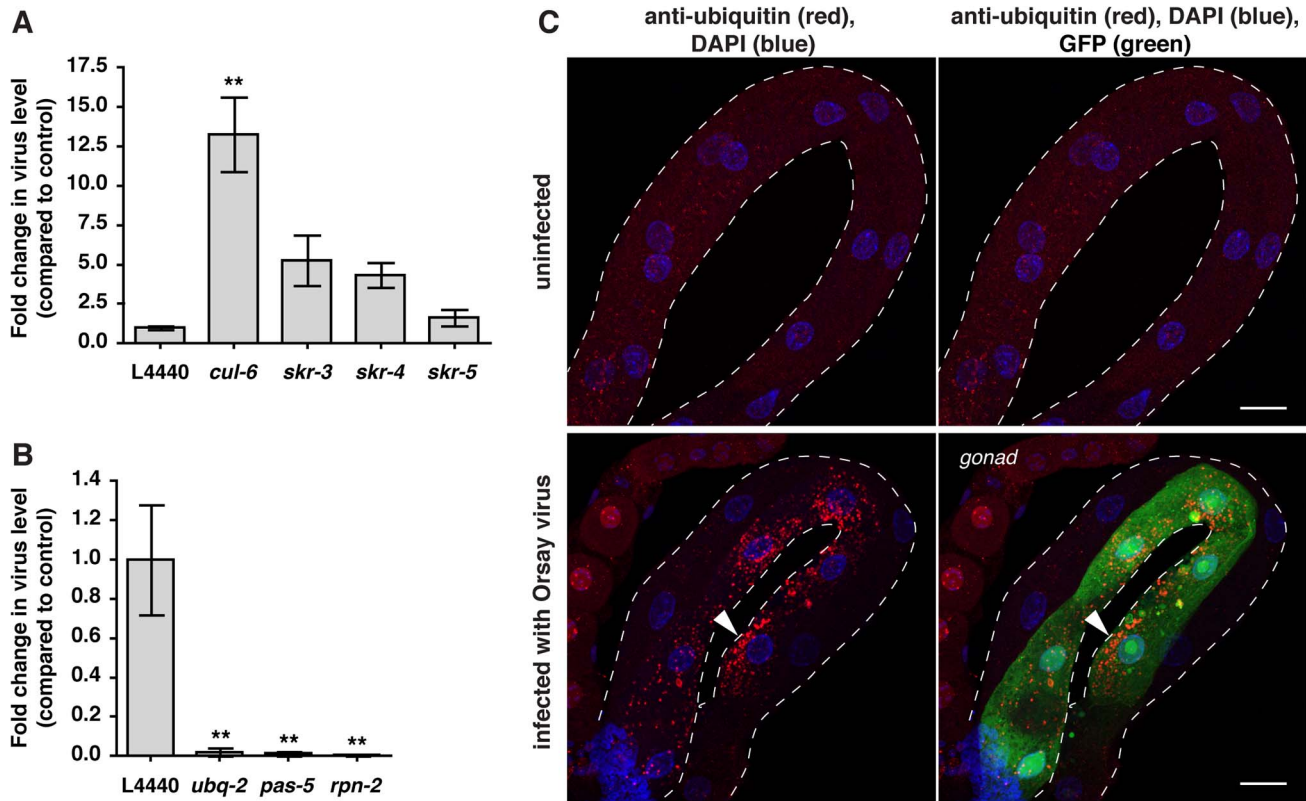 A
Fold change in virus level
(compared to control)
17.5
15.0
12.5
10.0
7.5
5.0
2.5
0.0
**
L4440 cul-6 skr-3 skr-4 skr-5
B
Fold change in virus level
(compared to control)
1.4
1.2
1.0
0.8
0.6
0.4
0.2
0.0
** ** **
L4440 ubq-2 pas-5 rpn-2
C
anti-ubiquitin (red),
DAPI (blue)
anti-ubiquitin (red), DAPI (blue),
GFP (green)
uninfected
infected with Orsay virus
gonad